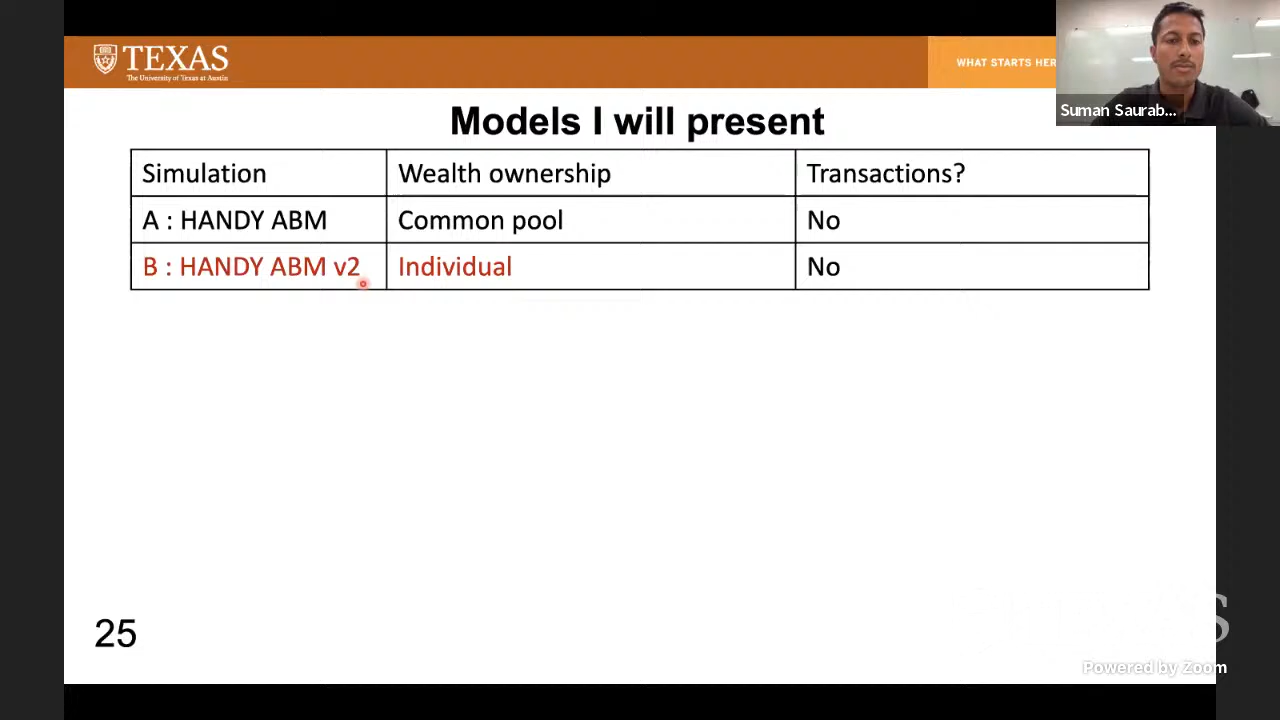 TEXAS
The University of Texas at Austin
WHAT STARTS HER
Suman Saurab...
Models I will present
Simulation Wealth ownership Transactions?
A : HANDY ABM Common pool No
B : HANDY ABM v2 Individual No
25
S
Powered by Zoom